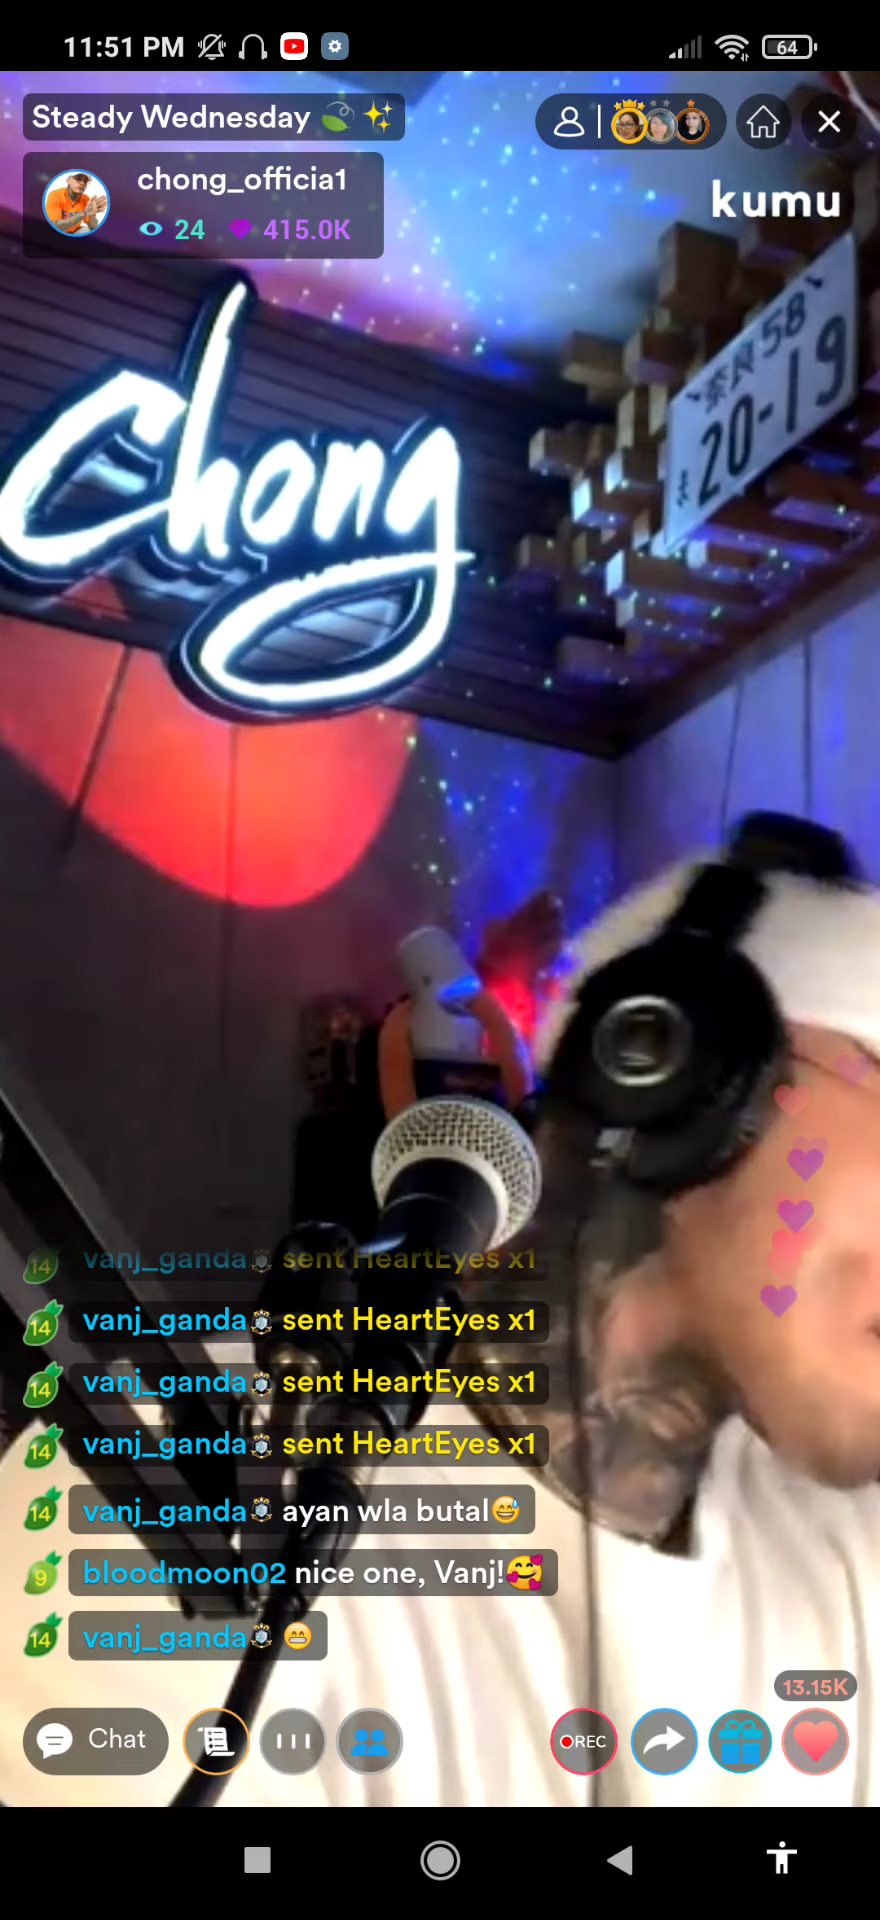 11:51 PM
64
Steady Wednesday
chong_officia1
24 415.0K
kumu
Chong
奈良 58
20-19
14 vanj_ganda sent HeartEyes x1
14 vanj_ganda sent HeartEyes x1
14 vanj_ganda sent HeartEyes x1
14 vanj_ganda sent HeartEyes x1
14 vanj_ganda ayan wla butal😅
9 bloodmoon02 nice one, Vanj!🥰
14 vanj_ganda 😁
13.15K
Chat
REC